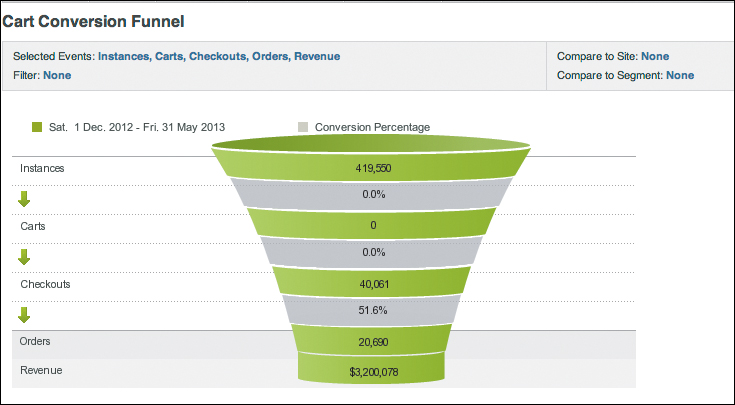 Cart Conversion Funnel
Selected Events: Instances, Carts, Checkouts, Orders, Revenue
Compare to Site: None
Filter: None
Compare to Segment: None
Sat. 1 Dec. 2012 - Fri. 31 May 2013
Conversion Percentage
Instances
419,550
0.0%
Carts
0
0.0%
Checkouts
40,061
51.6%
Orders
20,690
Revenue
$3,200,078